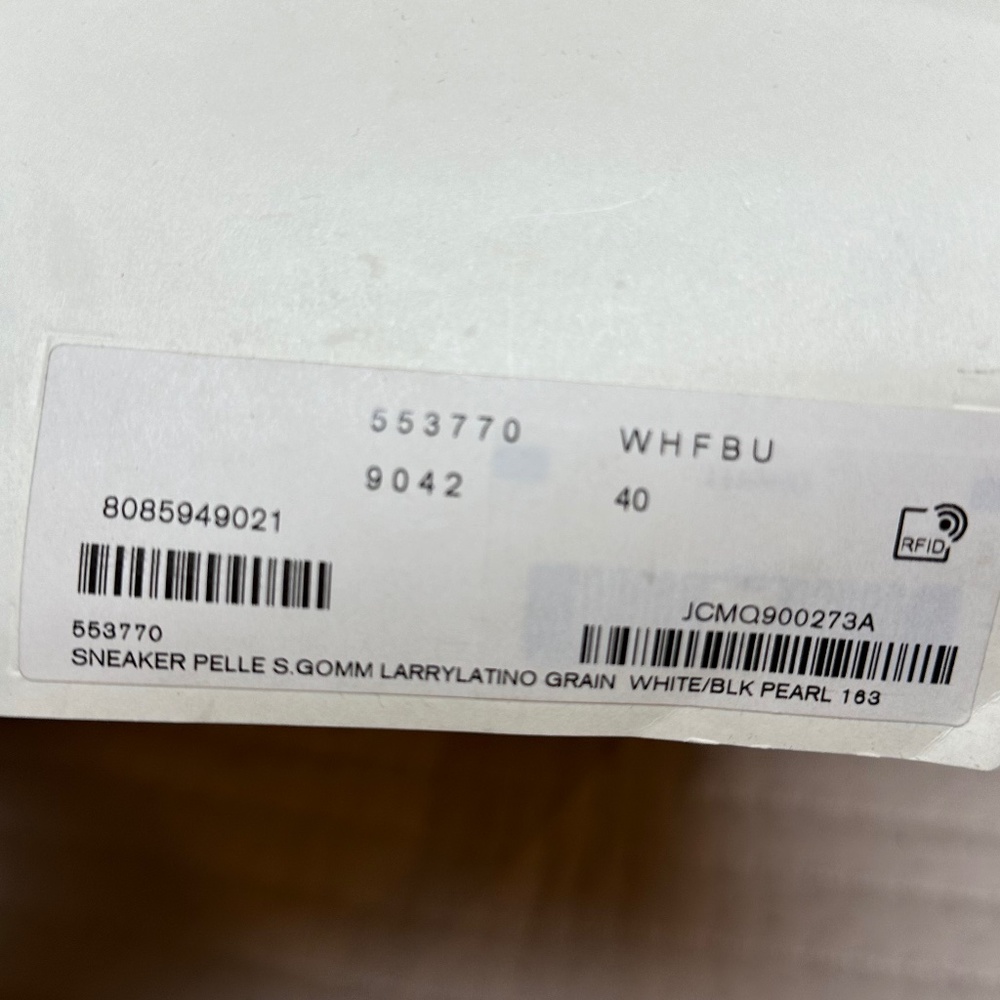 553770 WHFBU
9042 40
8085949021
RFID
553770
JCMQ900273A
SNEAKER PELLE S.GOMM LARRYLATINO GRAIN WHITE/BLK PEARL 163